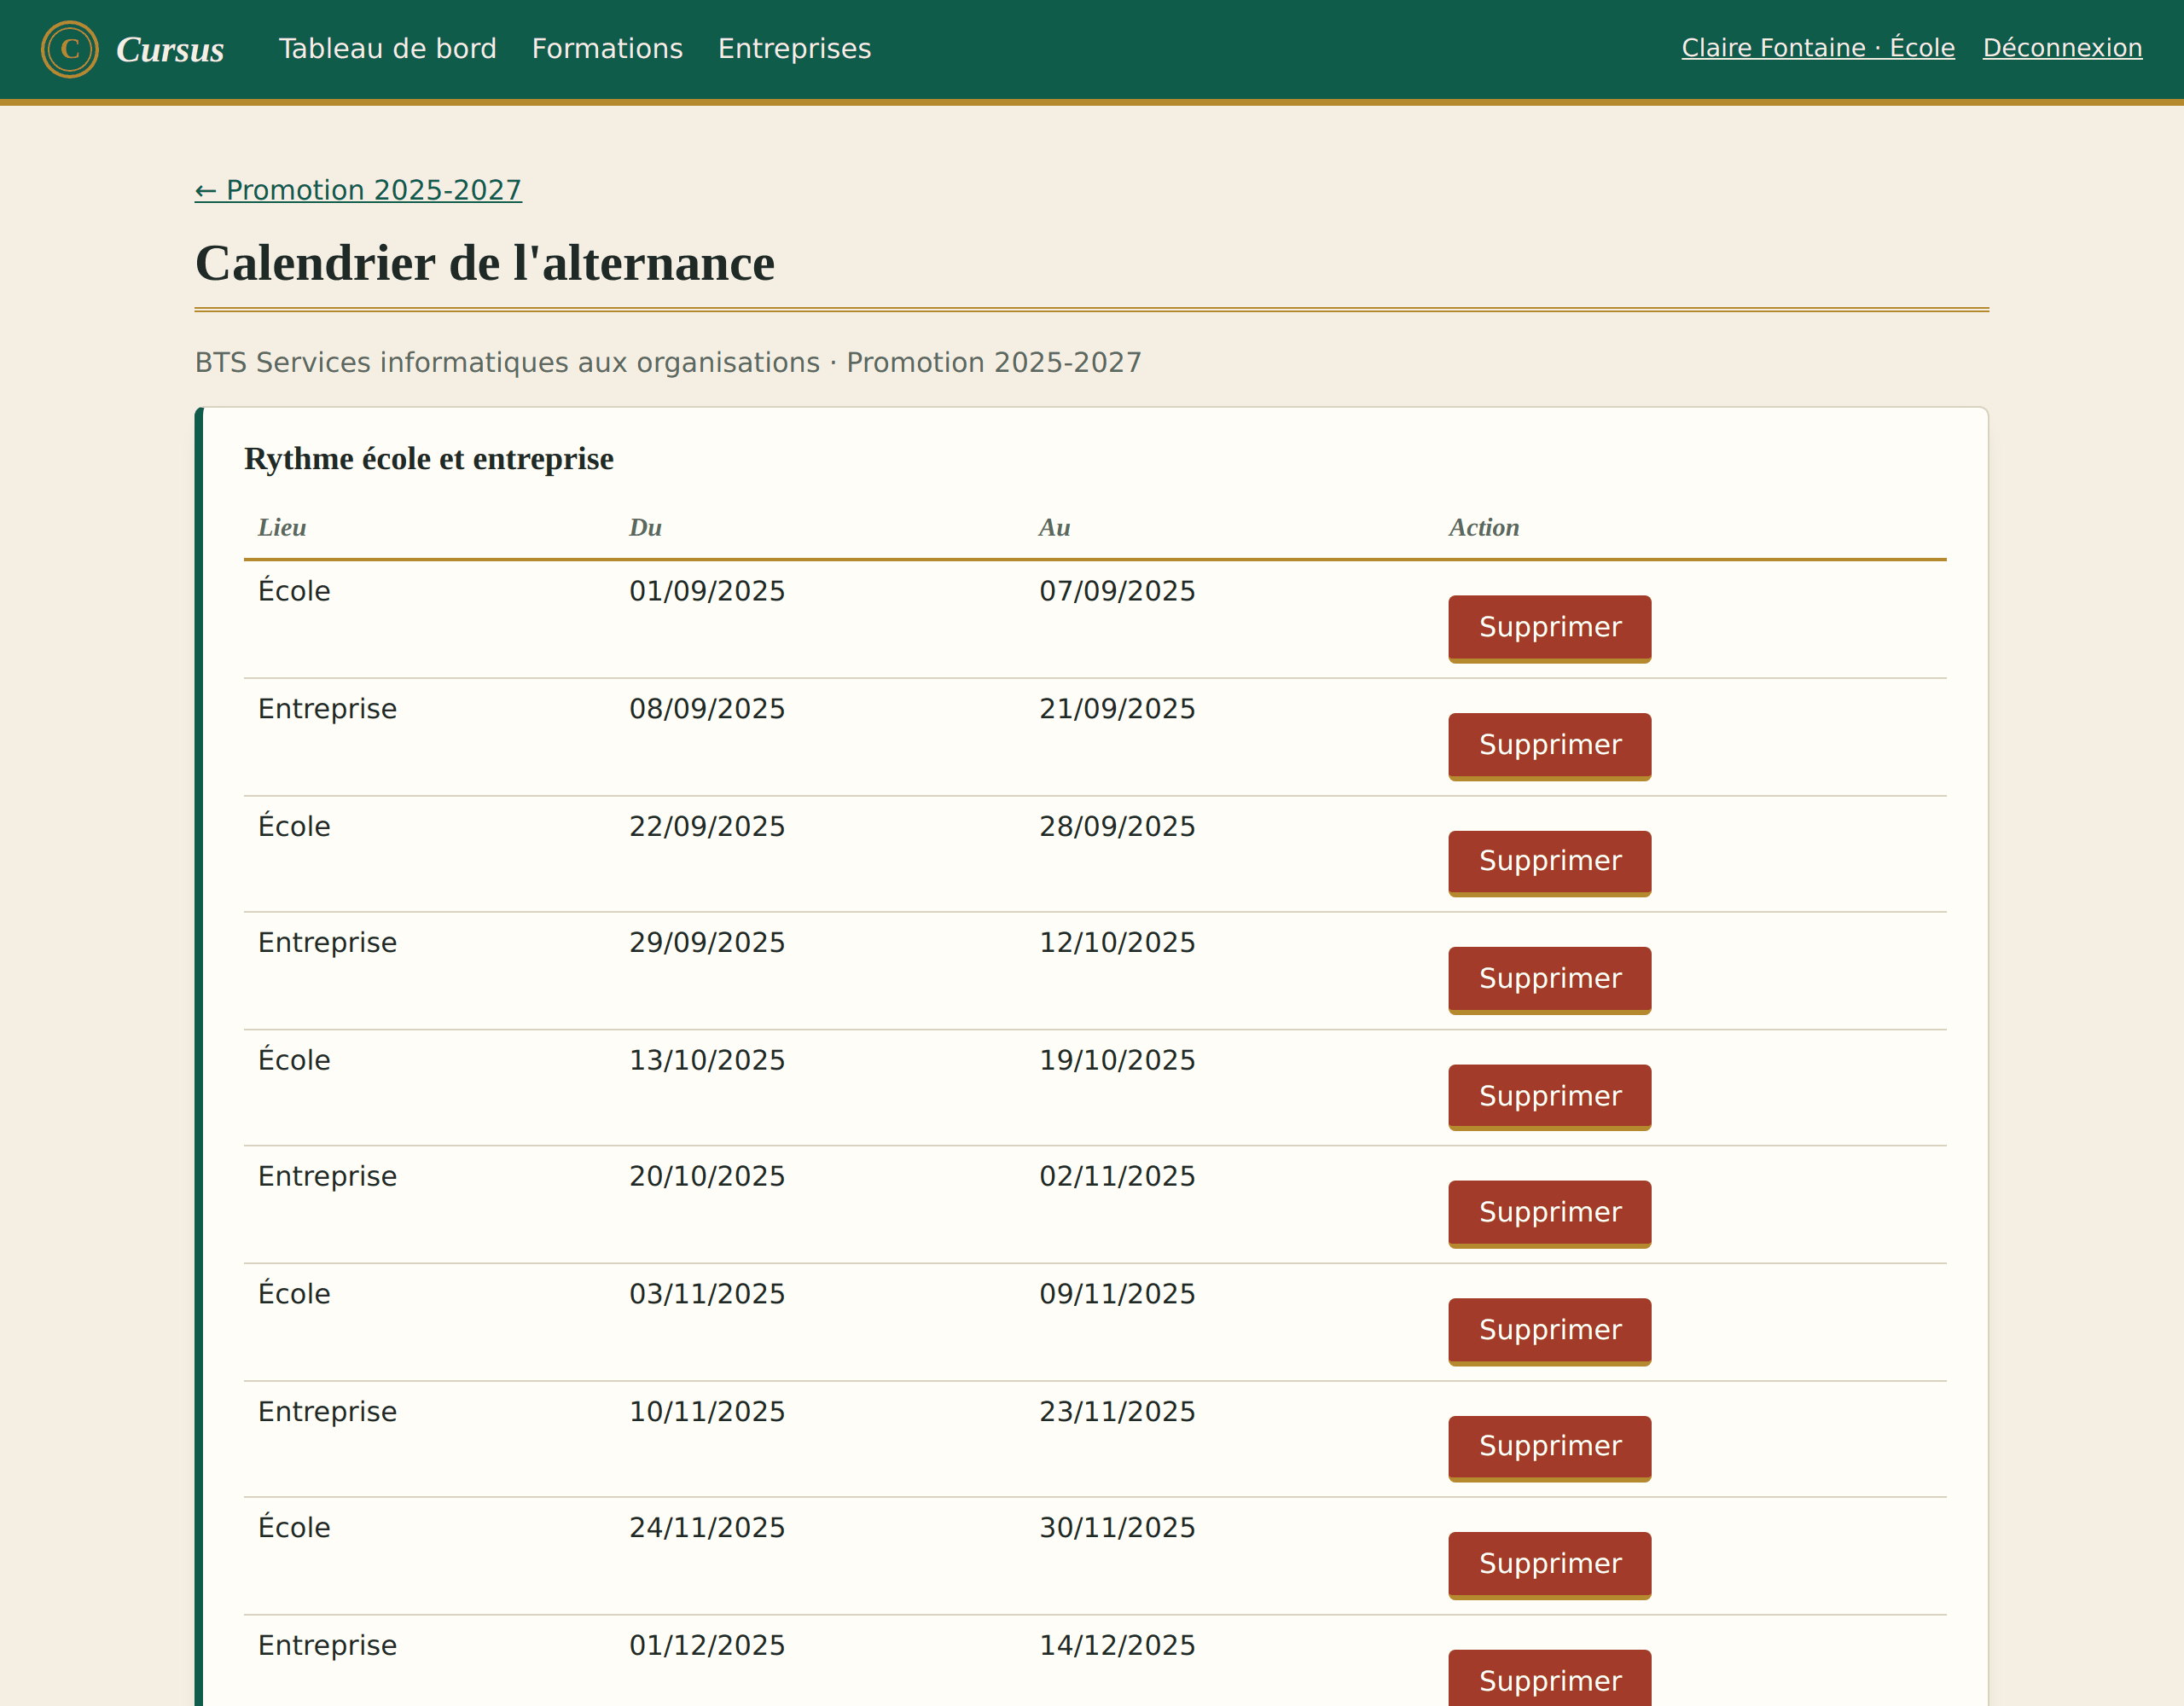 C Cursus Tableau de bord Formations Entreprises Claire Fontaine · École Déconnexion
← Promotion 2025-2027
Calendrier de l'alternance
BTS Services informatiques aux organisations · Promotion 2025-2027
Rythme école et entreprise
Lieu Du Au Action
École 01/09/2025 07/09/2025 Supprimer
Entreprise 08/09/2025 21/09/2025 Supprimer
École 22/09/2025 28/09/2025 Supprimer
Entreprise 29/09/2025 12/10/2025 Supprimer
École 13/10/2025 19/10/2025 Supprimer
Entreprise 20/10/2025 02/11/2025 Supprimer
École 03/11/2025 09/11/2025 Supprimer
Entreprise 10/11/2025 23/11/2025 Supprimer
École 24/11/2025 30/11/2025 Supprimer
Entreprise 01/12/2025 14/12/2025 Supprimer